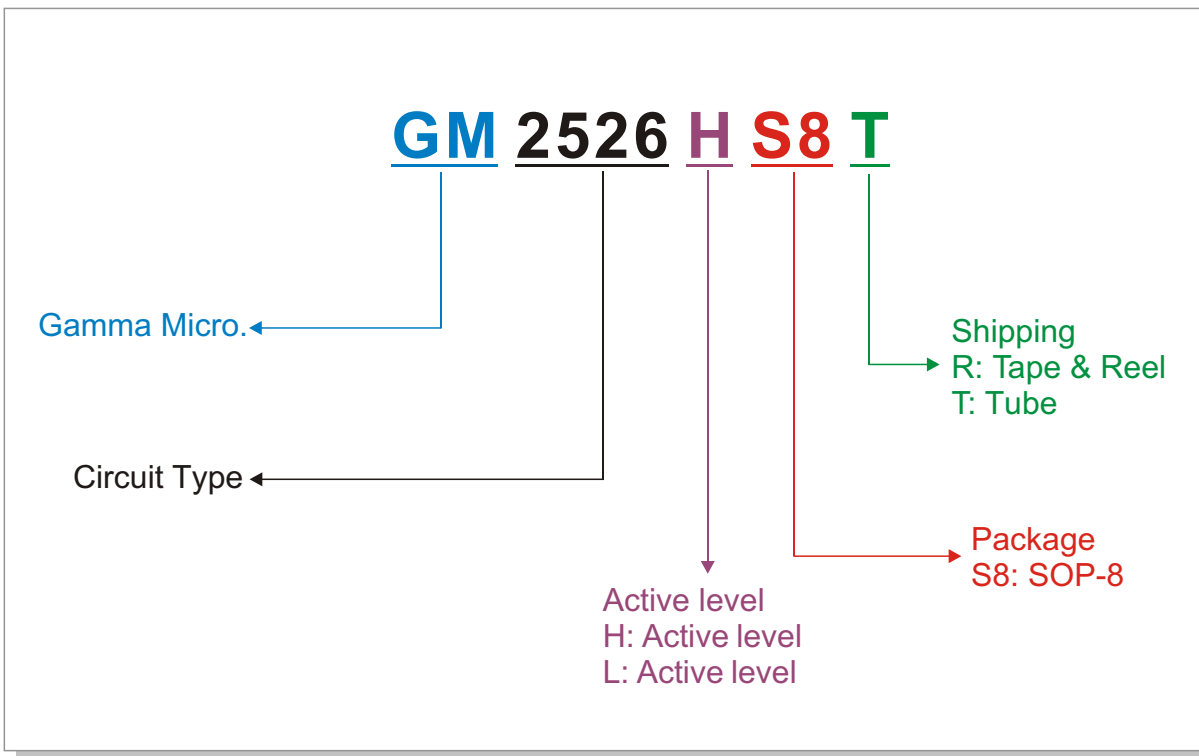 GM 2526 H S8 T
Gamma Micro.
Shipping
R: Tape & Reel
T: Tube
Circuit Type
Package
S8: SOP-8
Active level
H: Active level
L: Active level